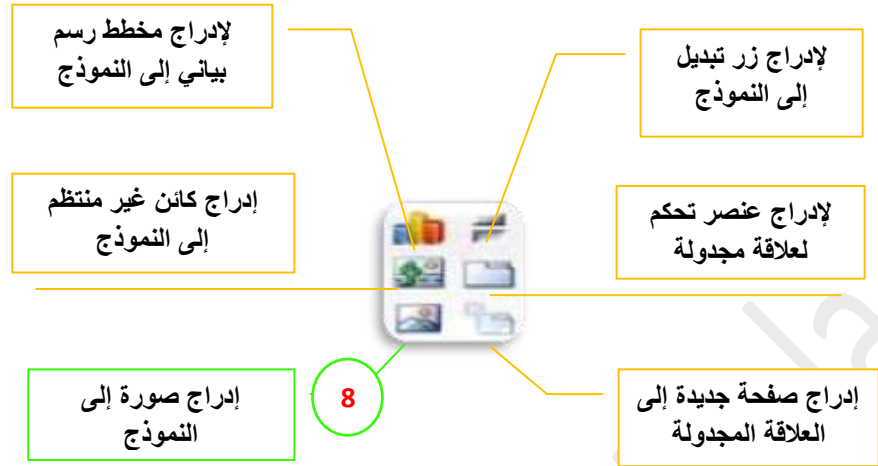 لإدراج مخطط رسم
بياني إلى النموذج
لإدراج زر تبديل
إلى النموذج
إدراج كائن غير منتظم
إلى النموذج
لإدراج عنصر تحكم
لعلاقة مجدولة
إدراج صورة إلى
النموذج
8
إدراج صفحة جديدة إلى
العلاقة المجدولة